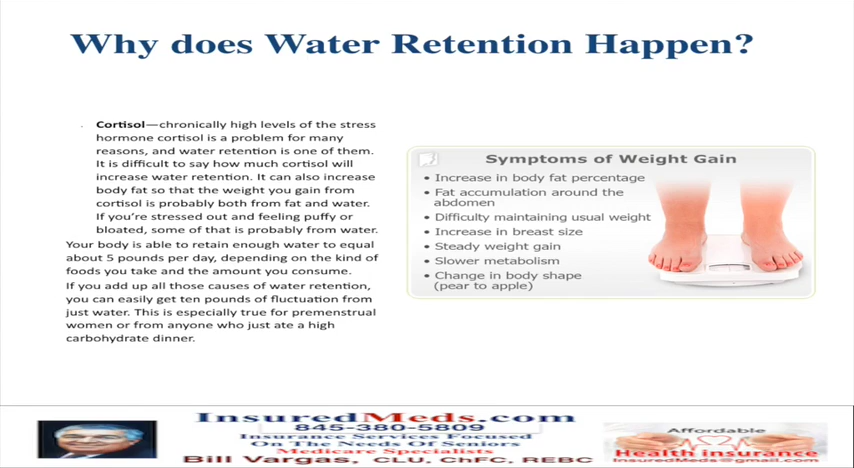 Why does Water Retention Happen?
Cortisol—chronically high levels of the stress
hormone cortisol is a problem for many
reasons, and water retention is one of them.
It is difficult to say how much cortisol will
increase water retention. It can also increase
body fat so that the weight you gain from
cortisol is probably both from fat and water.
If you’re stressed out and feeling puffy or
bloated, some of that is probably from water.
Your body is able to retain enough water to equal
about 5 pounds per day, depending on the kind of
foods you take and the amount you consume.
If you add up all those causes of water retention,
you can easily get ten pounds of fluctuation from
just water. This is especially true for premenstrual
women or from anyone who just ate a high
carbohydrate dinner.
Symptoms of Weight Gain
• Increase in body fat percentage
• Fat accumulation around the
abdomen
• Difficulty maintaining usual weight
• Increase in breast size
• Steady weight gain
• Slower metabolism
• Change in body shape
(pear to apple)
InsuredMeds.com
845-380-5809
Insurance Services Focused
On The Needs Of Seniors
Medicare Specialists
Bill Vargas, CLU, ChFC, REBC
Affordable
Health insurance
InsuredMeds@gmail.com